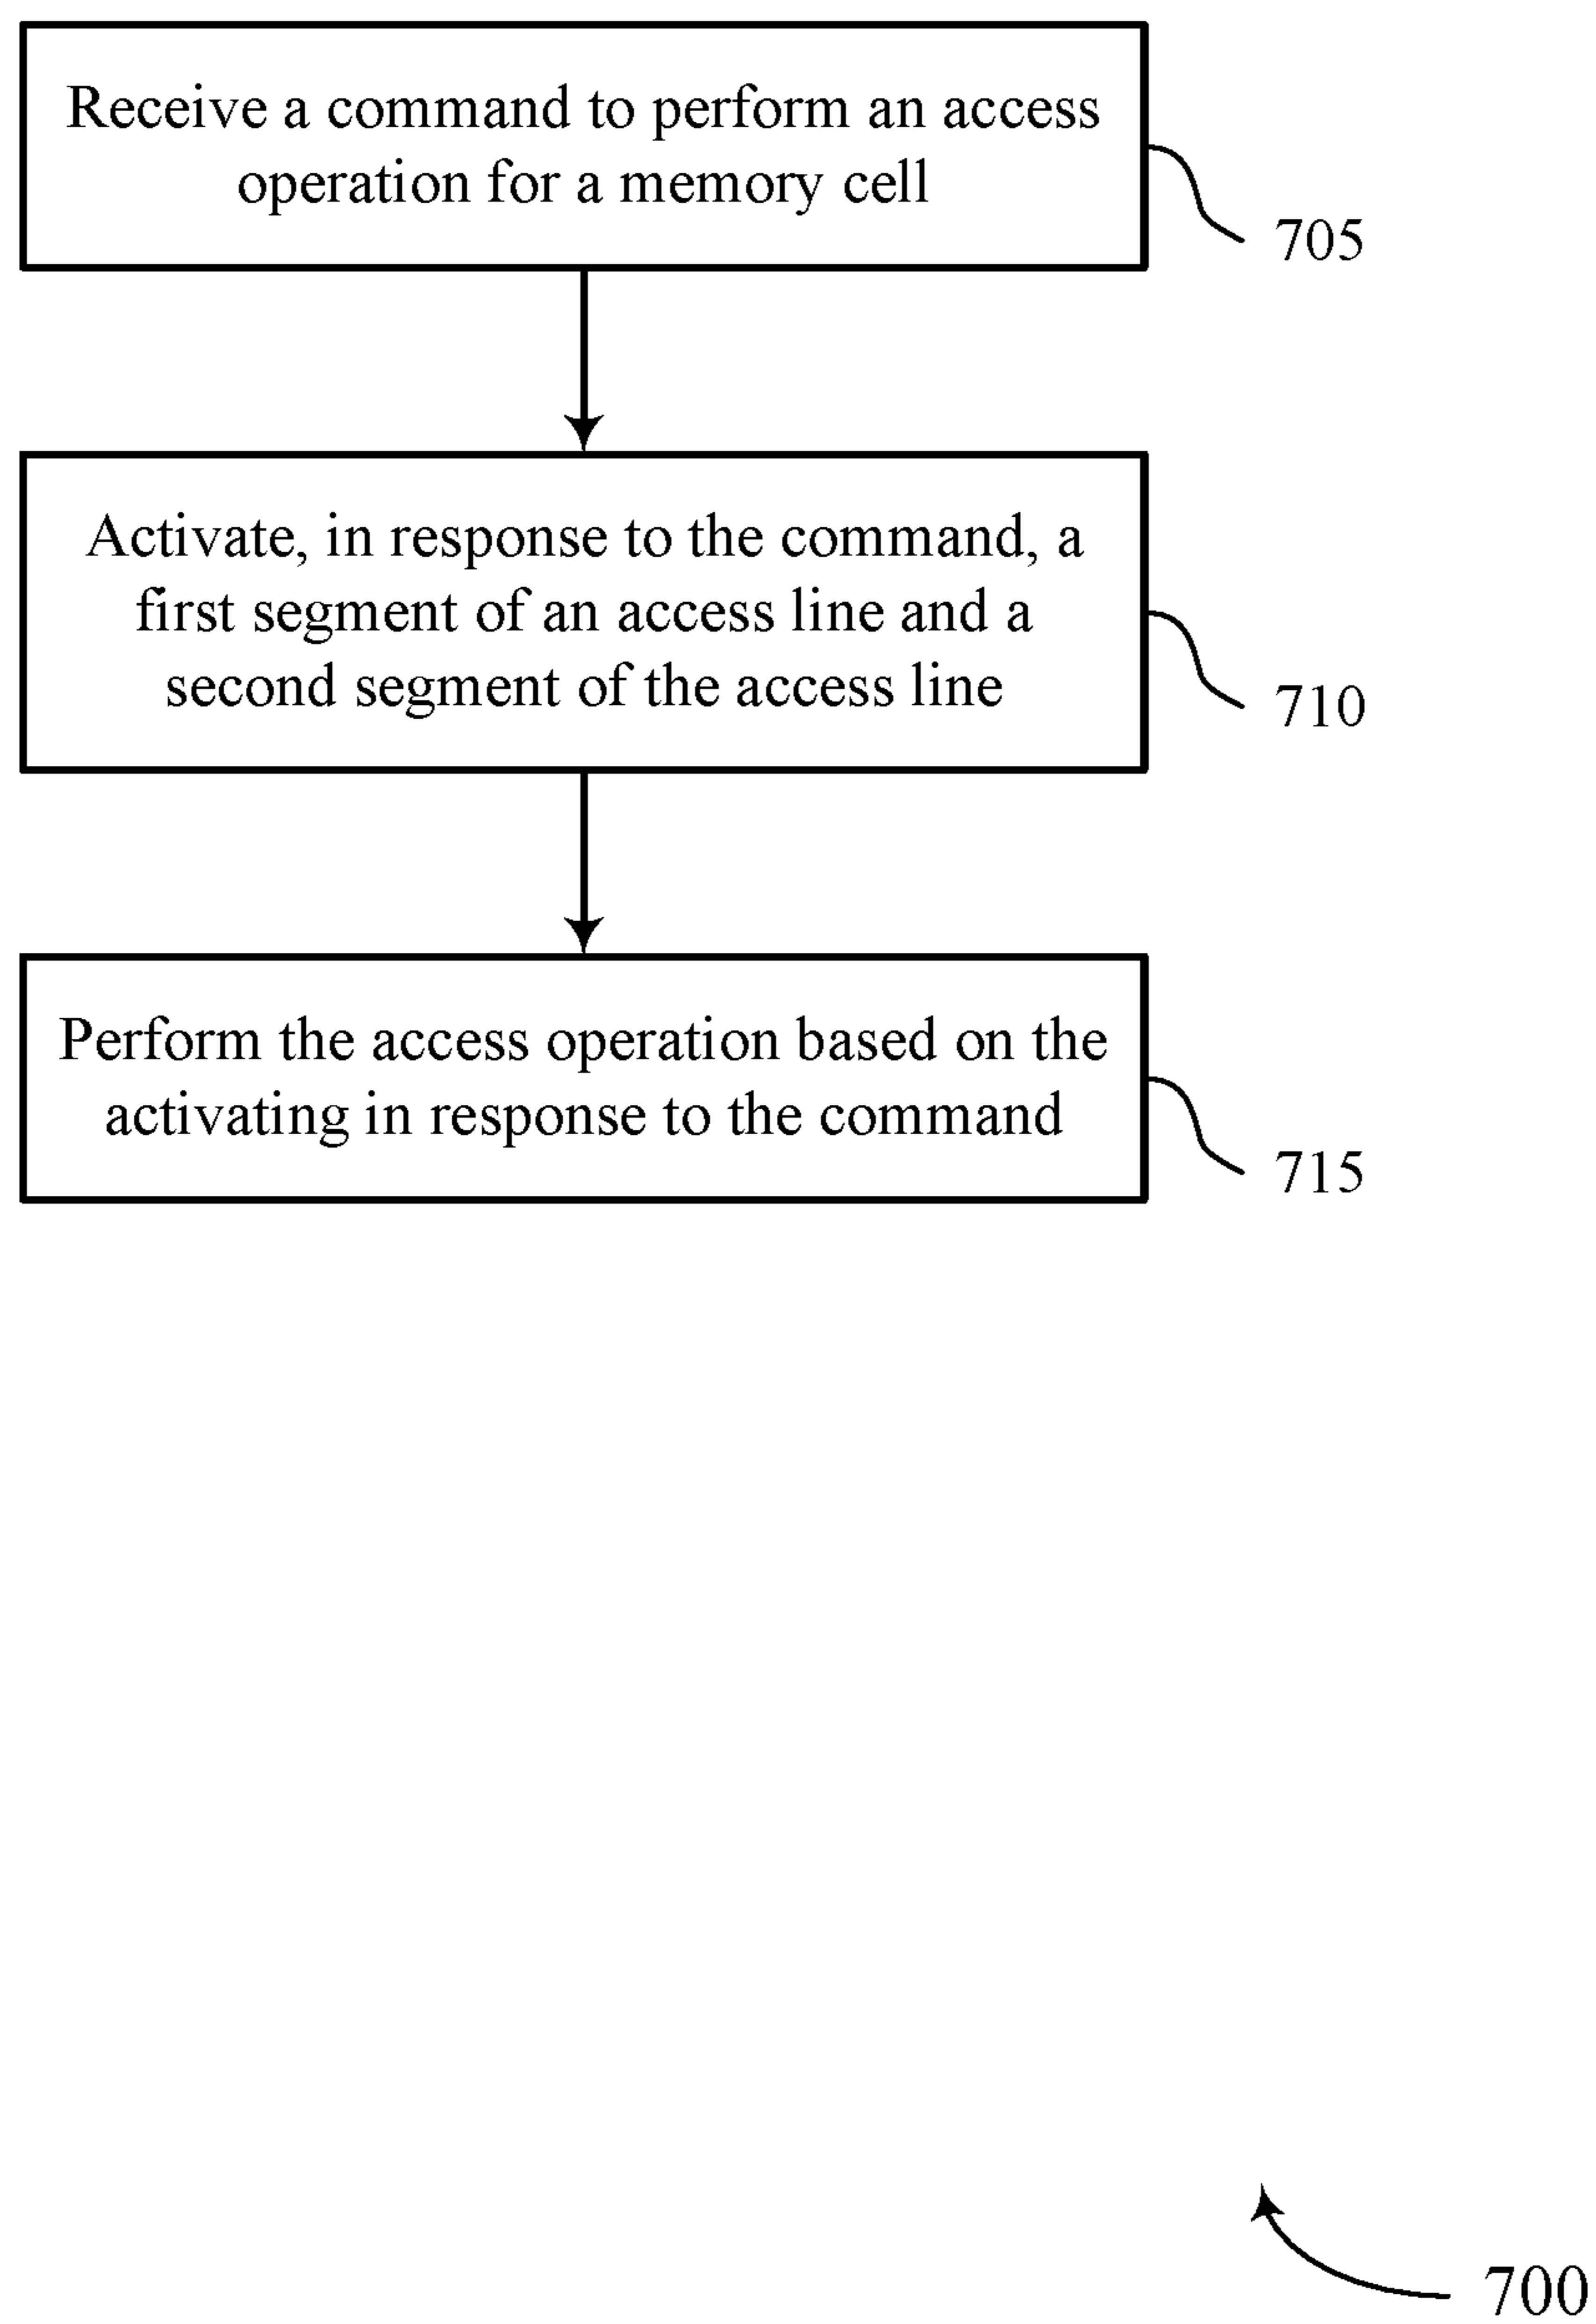 Receive a command to perform an access
operation for a memory cell
705
Activate, in response to the command, a
first segment of an access line and a
second segment of the access line
710
Perform the access operation based on the
activating in response to the command
715
700